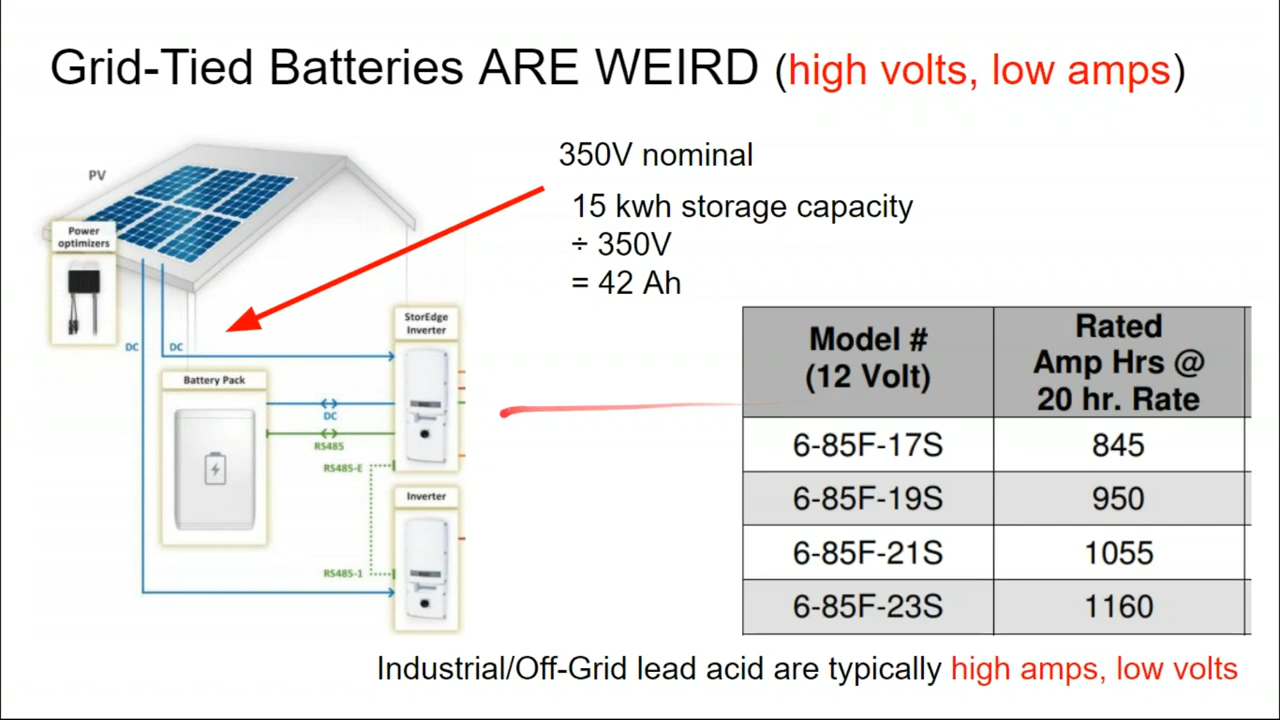 Grid-Tied Batteries ARE WEIRD (high volts, low amps)
350V nominal
15 kwh storage capacity
÷ 350V
= 42 Ah
PV
Power
optimizers
DC
DC
StorEdge
Inverter
Battery Pack
DC
RS485
RS485-E
Inverter
RS485-1
Model #
(12 Volt)
Rated
Amp Hrs @
20 hr. Rate
6-85F-17S 845
6-85F-19S 950
6-85F-21S 1055
6-85F-23S 1160
Industrial/Off-Grid lead acid are typically high amps, low volts